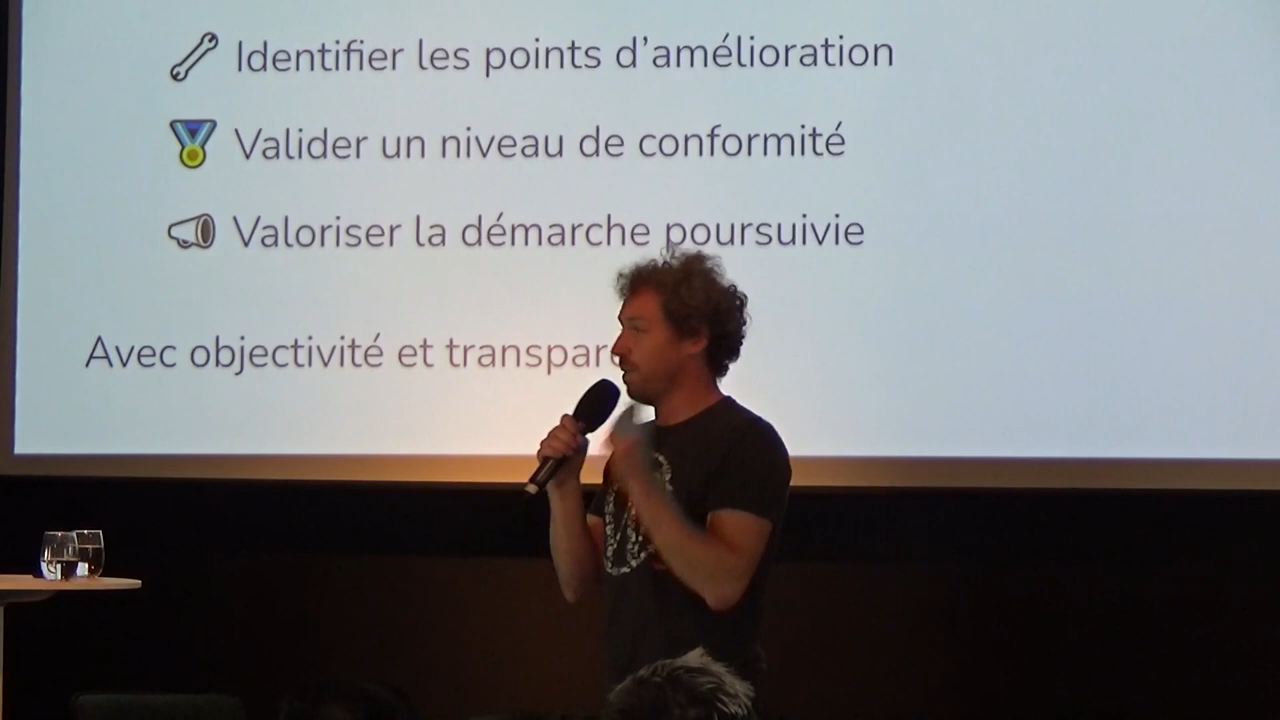 Identifier les points d’amélioration
Valider un niveau de conformité
Valoriser la démarche poursuivie
Avec objectivité et